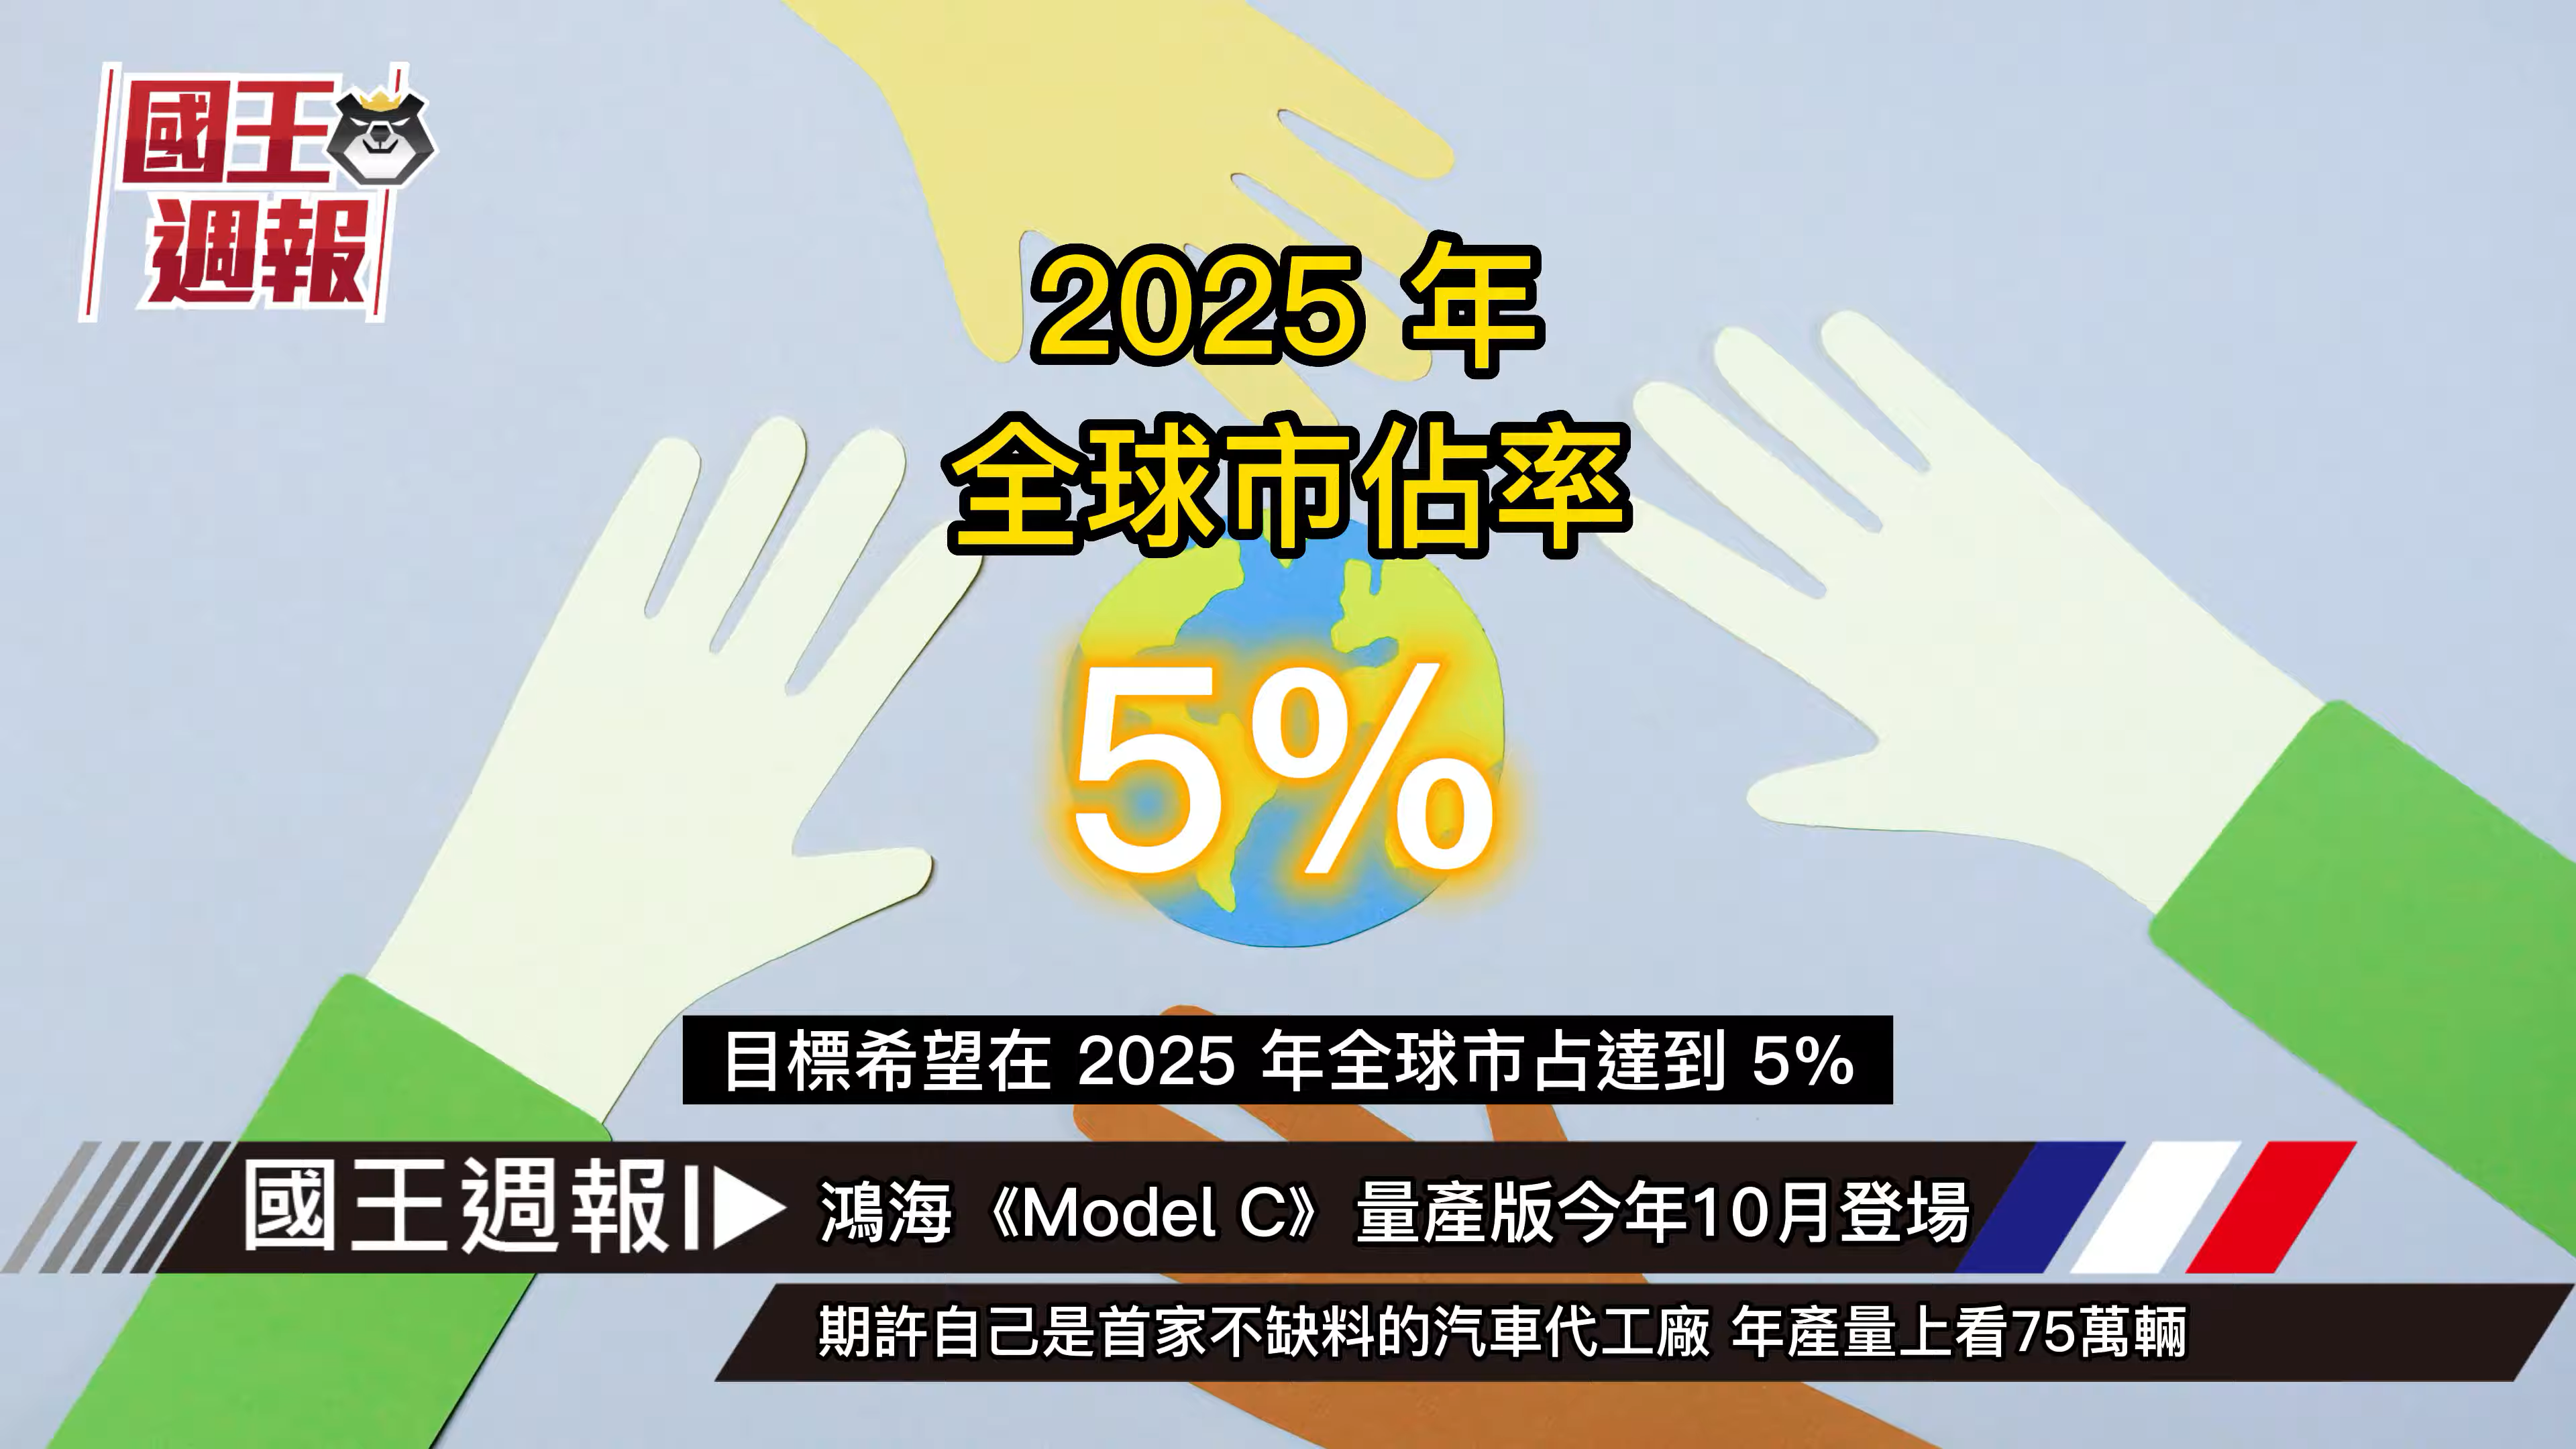 國王
週報
2025 年
全球市佔率
5%
目標希望在 2025 年全球市占達到 5%
國王週報
鴻海《Model C》量產版今年10月登場
期許自己是首家不缺料的汽車代工廠 年產量上看75萬輛